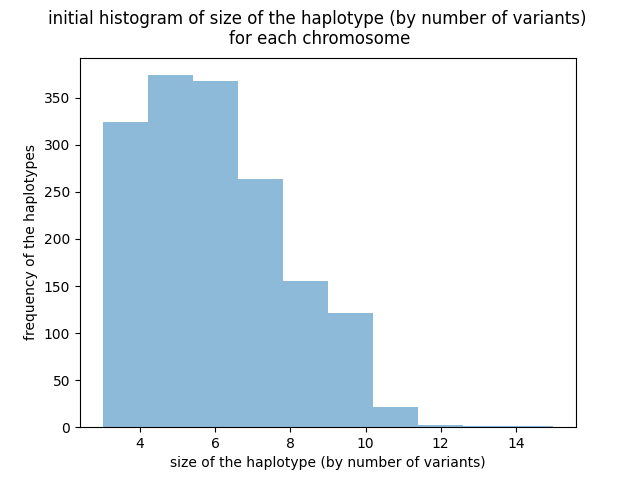 initial histogram of size of the haplotype (by number of variants)
for each chromosome
350
300
250
200
150
100
50
0
frequency of the haplotypes
4 6 8 10 12 14
size of the haplotype (by number of variants)